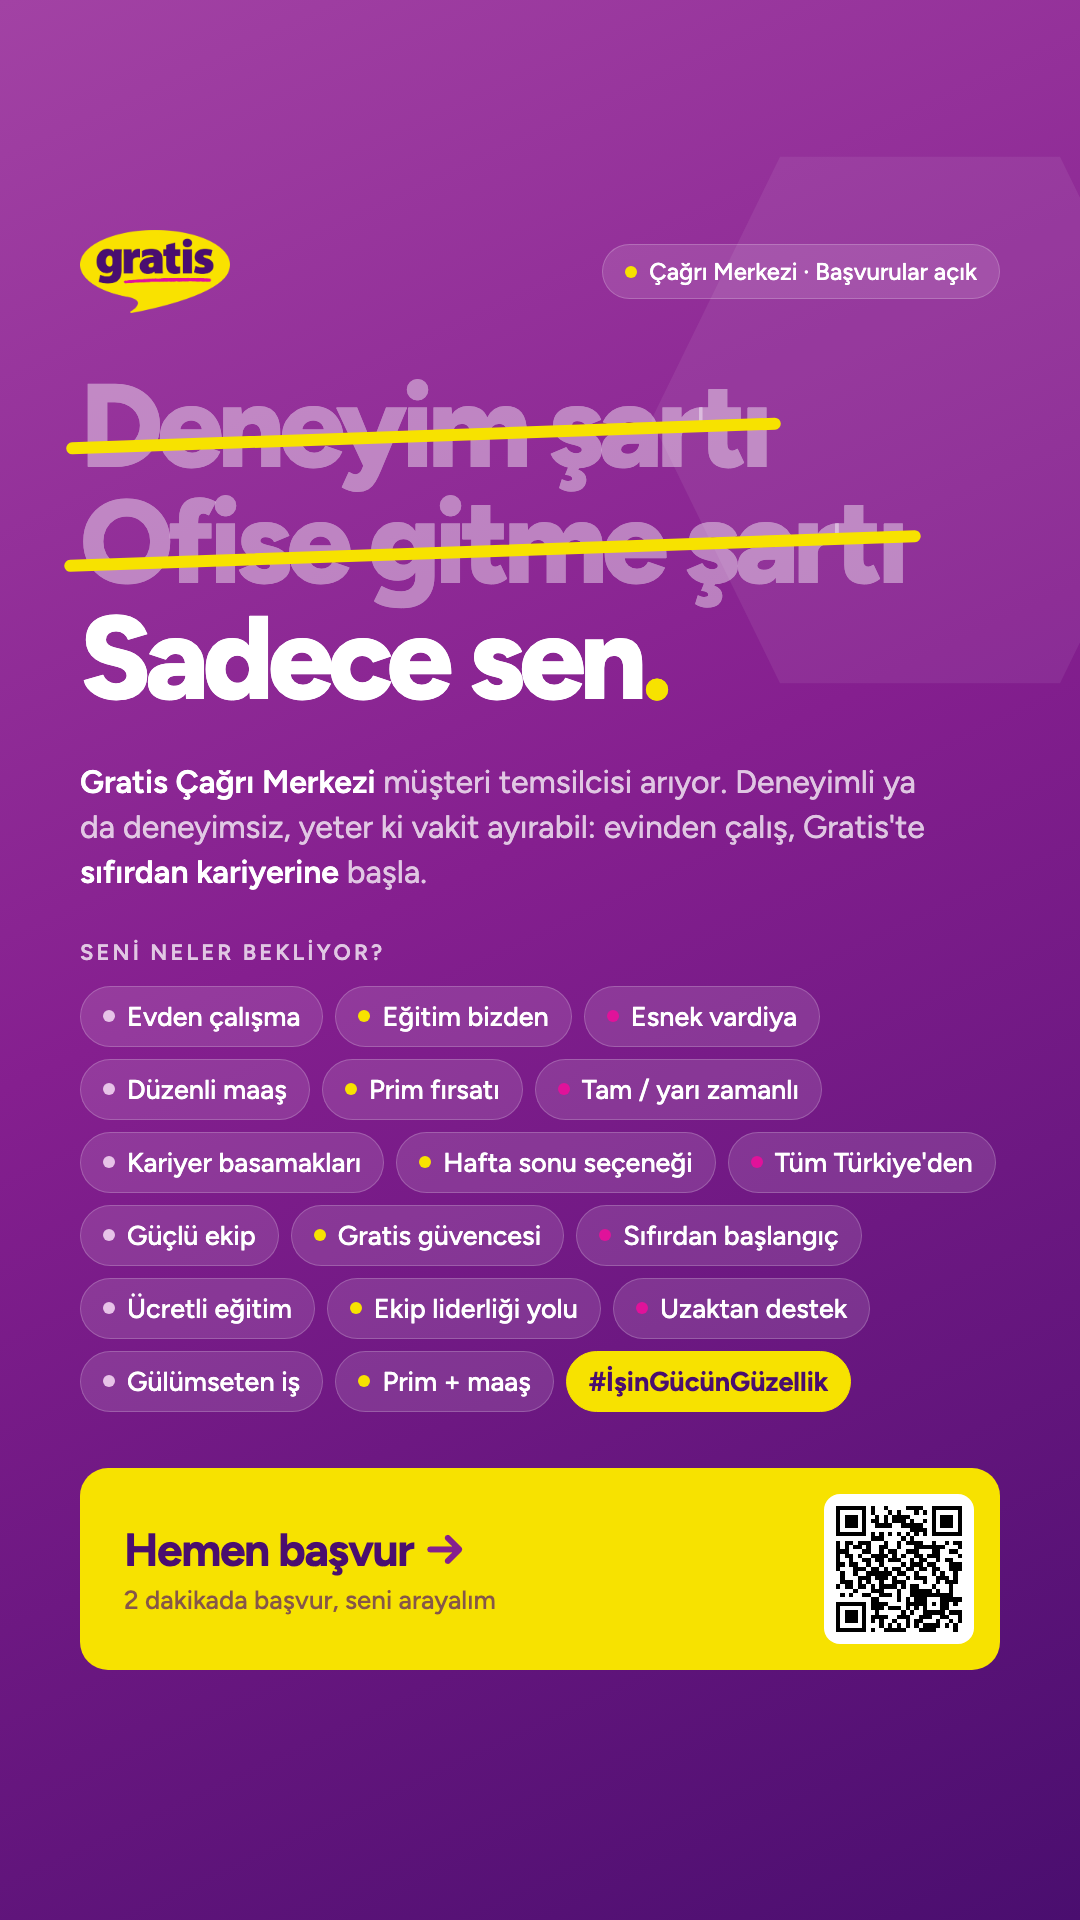 gratis
Çağrı Merkezi · Başvurular açık
Deneyim şartı
Ofise gitme şartı
Sadece sen.
Gratis Çağrı Merkezi müşteri temsilcisi arıyor. Deneyimli ya
da deneyimsiz, yeter ki vakit ayırabil: evinden çalış, Gratis'te
sıfırdan kariyerine başla.
SENİ NELER BEKLİYOR?
Evden çalışma Eğitim bizden Esnek vardiya
Düzenli maaş Prim fırsatı Tam / yarı zamanlı
Kariyer basamakları Hafta sonu seçeneği Tüm Türkiye'den
Güçlü ekip Gratis güvencesi Sıfırdan başlangıç
Ücretli eğitim Ekip liderliği yolu Uzaktan destek
Gülümseten iş Prim + maaş #İşinGücünGüzellik
Hemen başvur →
2 dakikada başvur, seni arayalım